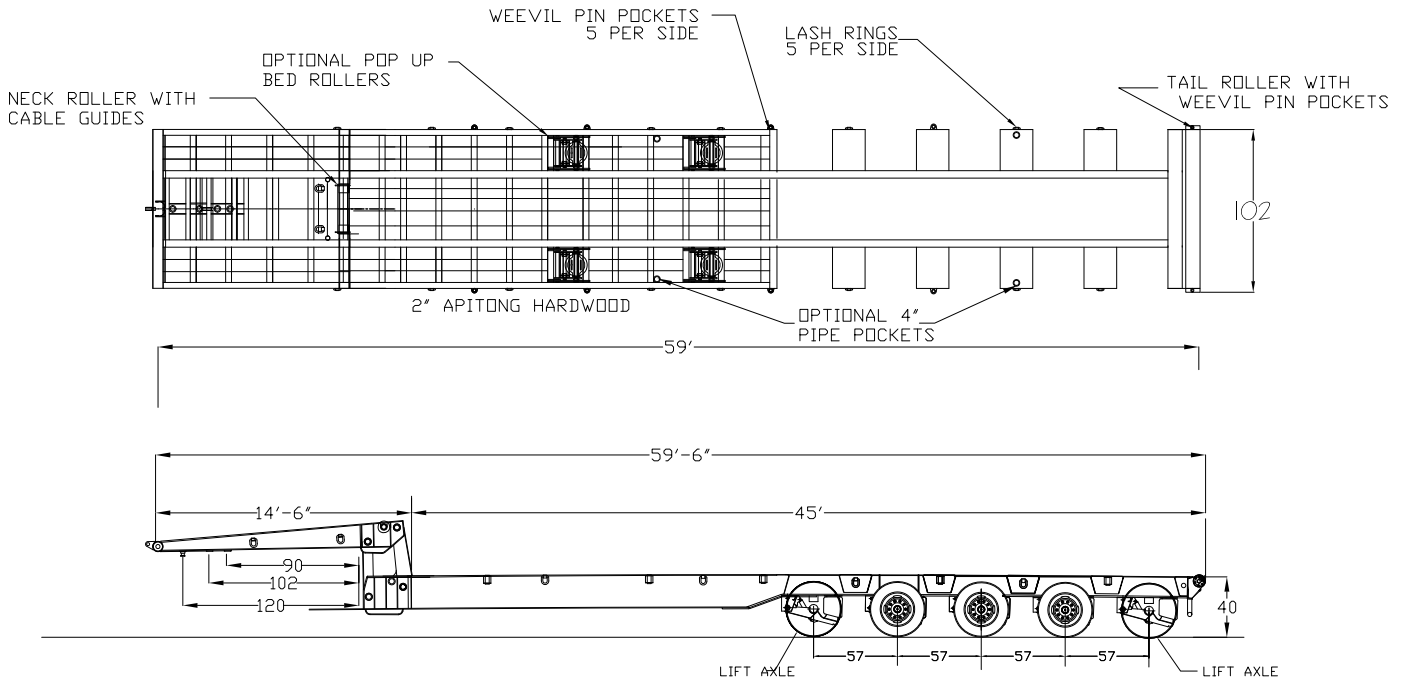 WEEVIL PIN POCKETS
5 PER SIDE
LASH RINGS
5 PER SIDE
OPTIONAL POP UP
BED ROLLERS
TAIL ROLLER WITH
WEEVIL PIN POCKETS
NECK ROLLER WITH
CABLE GUIDES
102
2" APITONG HARDWOOD
OPTIONAL 4"
PIPE POCKETS
59'
59'-6"
14'-6"
45'
90
102
120
40
57
57
57
57
LIFT AXLE
LIFT AXLE